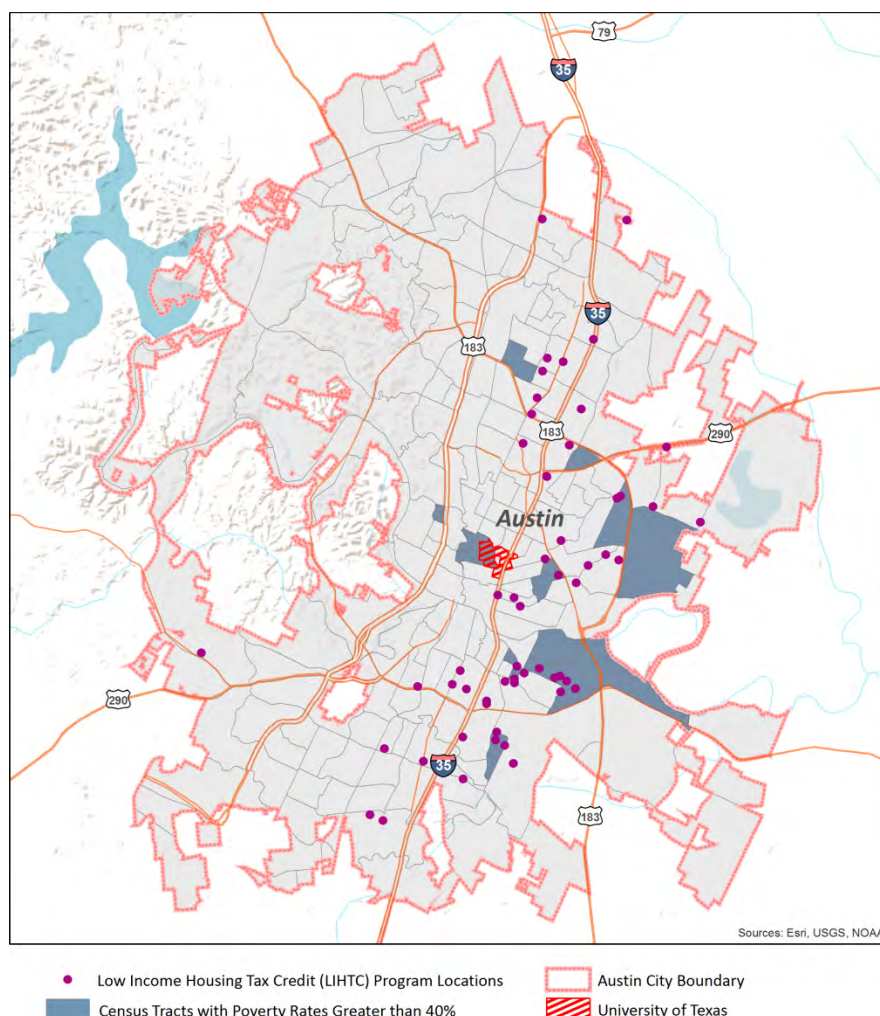 79
35
35
183
183
290
Austin
290
35
183
Sources: Esri, USGS, NOAA
Low Income Housing Tax Credit (LIHTC) Program Locations
Austin City Boundary
Census Tracts with Poverty Rates Greater than 40%
University of Texas